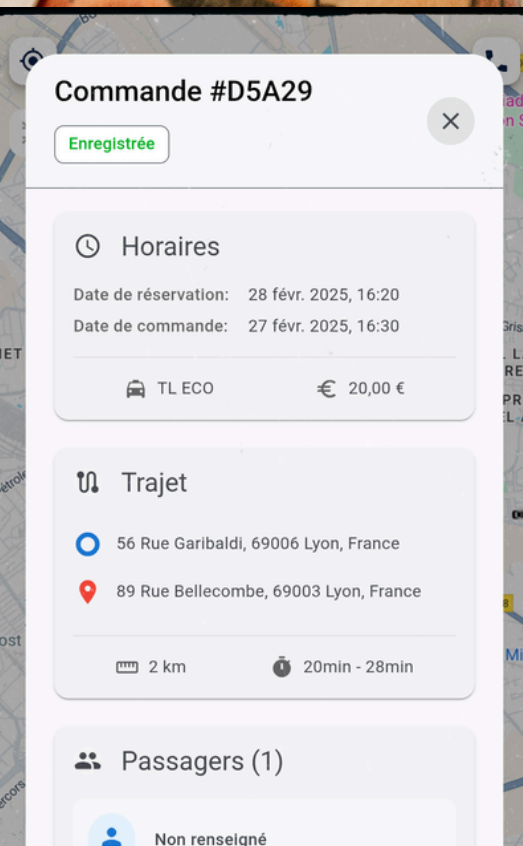 Commande #D5A29
Enregistrée
Horaires
Date de réservation: 28 févr. 2025, 16:20
Date de commande: 27 févr. 2025, 16:30
TL ECO
20,00 €
Trajet
56 Rue Garibaldi, 69006 Lyon, France
89 Rue Bellecombe, 69003 Lyon, France
2 km
20min - 28min
Passagers (1)
Non renseigné